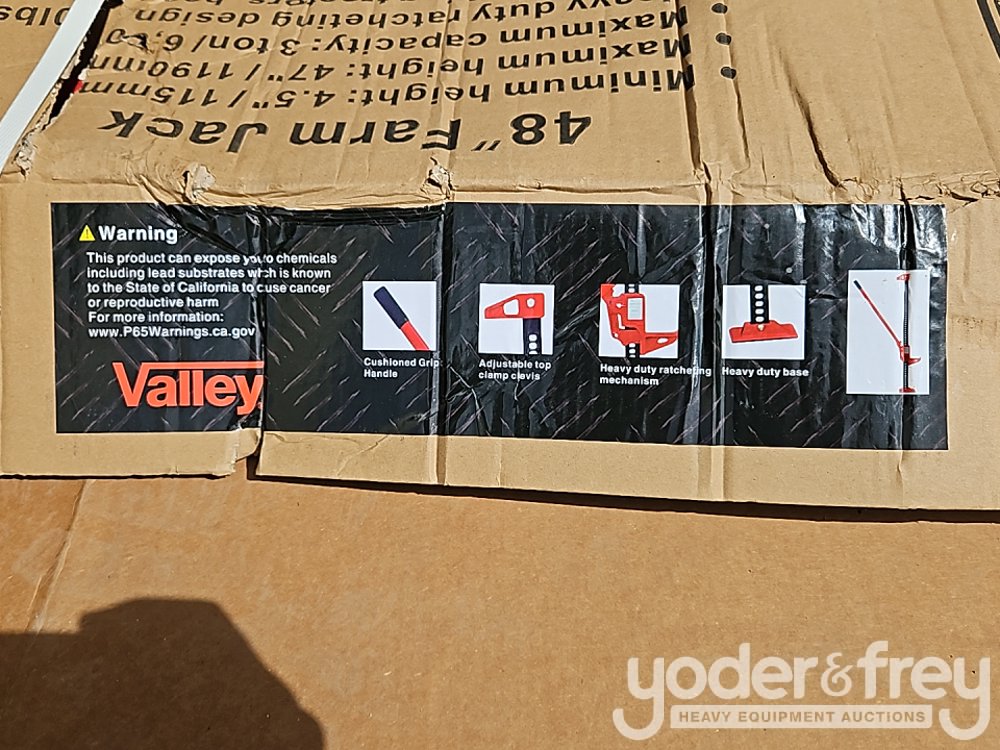 48" Farm Jack
Minimum height: 4.5" / 115mm
Maximum height: 47" / 1190mm
Maximum capacity: 3 ton/
duty ratcheting design
Warning
This product can expose to chemicals
including lead substrates which is known
to the State of California to cause cancer
or reproductive harm
For more information:
www.P65Warnings.ca.gov
Valley
Cushioned Grip
Handle
Adjustable top
clamp clevis
Heavy duty ratcheting
mechanism
Heavy duty base
yoder&frey
HEAVY EQUIPMENT AUCTIONS